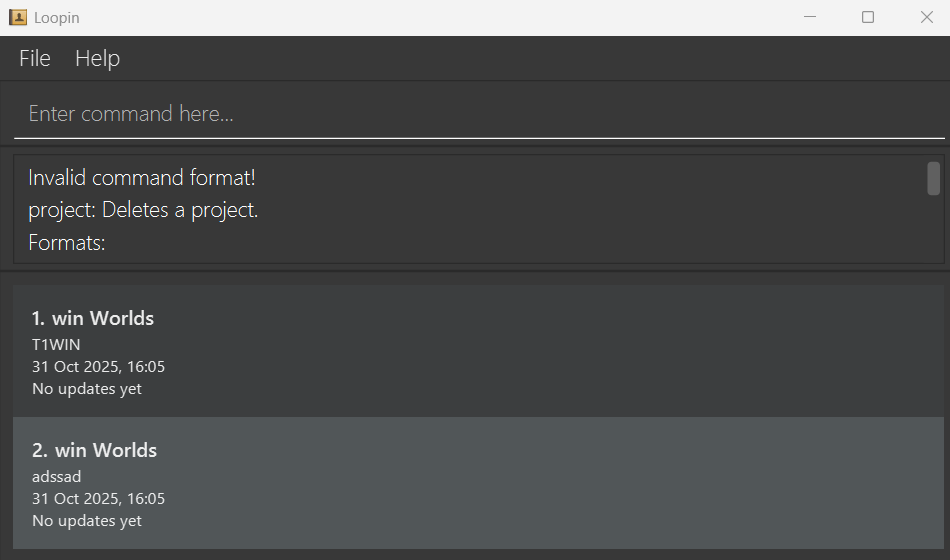 Loopin
File Help
Enter command here...
Invalid command format!
project: Deletes a project.
Formats:
1. win Worlds
T1WIN
31 Oct 2025, 16:05
No updates yet
2. win Worlds
adssad
31 Oct 2025, 16:05
No updates yet